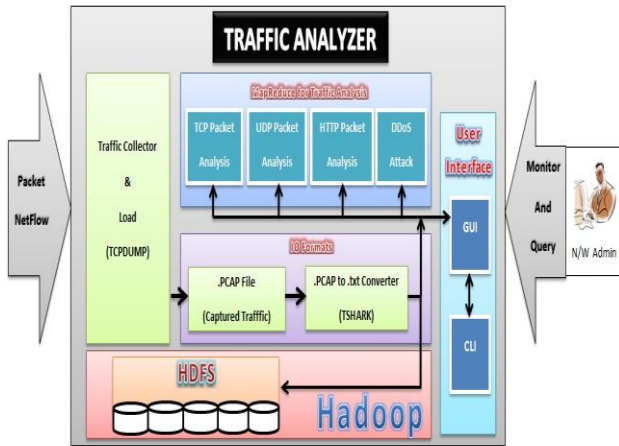 TRAFFIC ANALYZER
Packet
NetFlow
Traffic Collector
&
Load
(TCPDUMP)
MapReduce for Traffic Analysis
TCP Packet
Analysis
UDP Packet
Analysis
HTTP Packet
Analysis
DDoS
Attack
IO Formats
.PCAP File
(Captured Trafffic)
.PCAP to .txt Converter
(TSHARK)
HDFS
Hadoop
User
Interface
GUI
CLI
Monitor
And
Query
N/W Admin